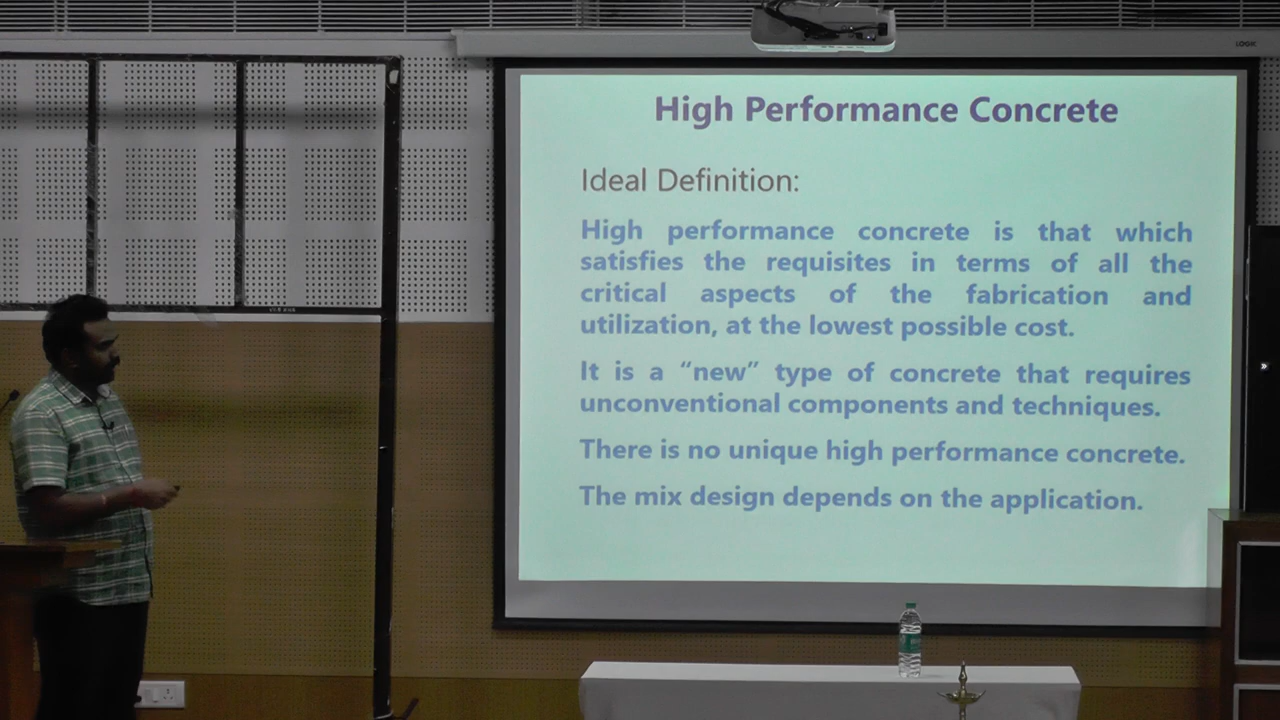 LOGIC
High Performance Concrete
Ideal Definition:
High performance concrete is that which
satisfies the requisites in terms of all the
critical aspects of the fabrication and
utilization, at the lowest possible cost.
It is a “new” type of concrete that requires
unconventional components and techniques.
There is no unique high performance concrete.
The mix design depends on the application.